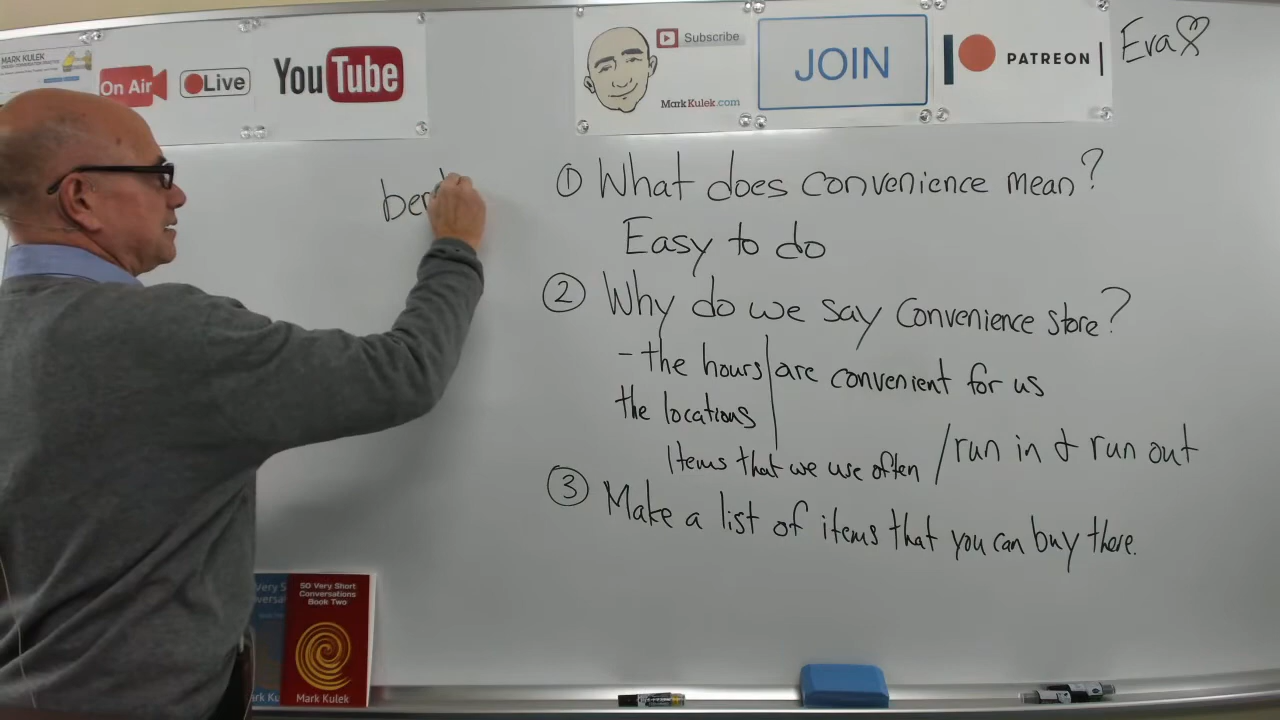 MARK KULEK
On Air
Live
YouTube
Subscribe
MarkKulek.com
JOIN
PATREON
Eva
① What does convenience mean?
Easy to do
② Why do we say convenience store?
- the hours are convenient for us
the locations
Items that we use often / run in & run out
③ Make a list of items that you can buy there.
50 Very Short
Conversations
Book Two
Mark Kulek